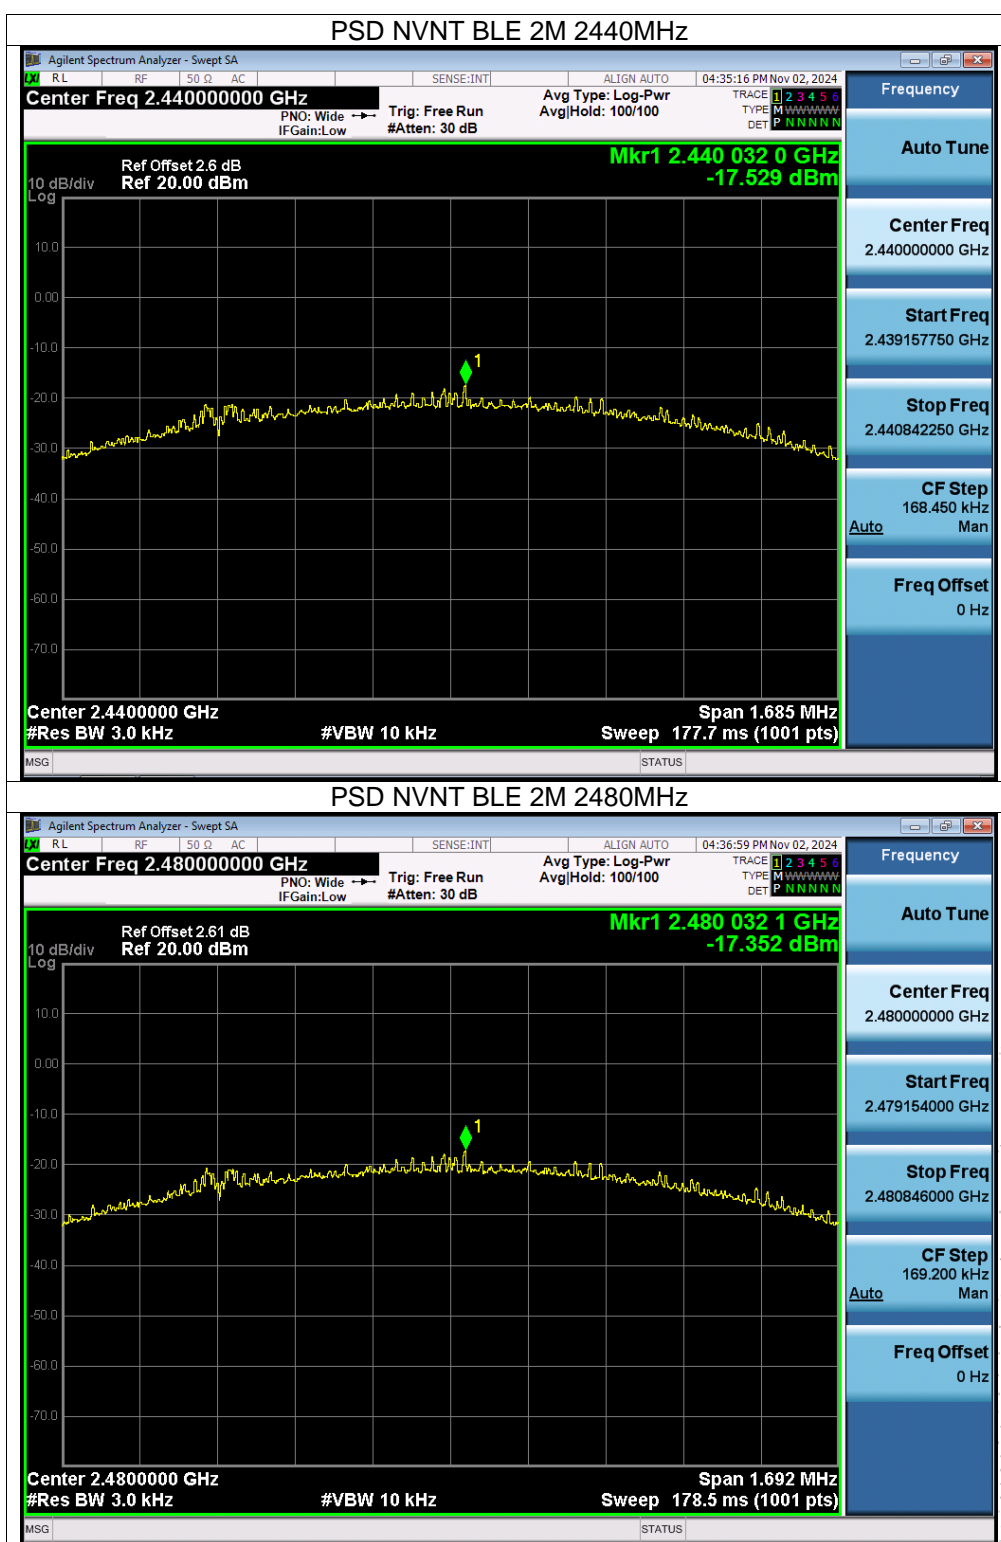 PSD NVNT BLE 2M 2440MHz
Agilent Spectrum Analyzer - Swept SA
LXI RL RF 50 Ω AC SENSE:INT ALIGN AUTO 04:35:16 PM Nov 02, 2024
Center Freq 2.440000000 GHz
PNO: Wide
IFGain:Low
Trig: Free Run
#Atten: 30 dB
Avg Type: Log-Pwr
Avg|Hold: 100/100
TRACE 1 2 3 4 5 6
TYPE M WWWWW
DET P N N N N N
Frequency
Auto Tune
Center Freq
2.440000000 GHz
Start Freq
2.439157750 GHz
Stop Freq
2.440842250 GHz
CF Step
168.450 kHz
Auto Man
Freq Offset
0 Hz
Mkr1 2.440 032 0 GHz
-17.529 dBm
Ref Offset 2.6 dB
10 dB/div Ref 20.00 dBm
Log
10.0
0.00
-10.0
1
-20.0
-30.0
-40.0
-50.0
-60.0
-70.0
Center 2.4400000 GHz Span 1.685 MHz
#Res BW 3.0 kHz #VBW 10 kHz Sweep 177.7 ms (1001 pts)
MSG STATUS
PSD NVNT BLE 2M 2480MHz
Agilent Spectrum Analyzer - Swept SA
LXI RL RF 50 Ω AC SENSE:INT ALIGN AUTO 04:36:59 PM Nov 02, 2024
Center Freq 2.480000000 GHz
PNO: Wide
IFGain:Low
Trig: Free Run
#Atten: 30 dB
Avg Type: Log-Pwr
Avg|Hold: 100/100
TRACE 1 2 3 4 5 6
TYPE M WWWWW
DET P N N N N N
Frequency
Auto Tune
Center Freq
2.480000000 GHz
Start Freq
2.479154000 GHz
Stop Freq
2.480846000 GHz
CF Step
169.200 kHz
Auto Man
Freq Offset
0 Hz
Mkr1 2.480 032 1 GHz
-17.352 dBm
Ref Offset 2.61 dB
10 dB/div Ref 20.00 dBm
Log
10.0
0.00
-10.0
1
-20.0
-30.0
-40.0
-50.0
-60.0
-70.0
Center 2.4800000 GHz Span 1.692 MHz
#Res BW 3.0 kHz #VBW 10 kHz Sweep 178.5 ms (1001 pts)
MSG STATUS